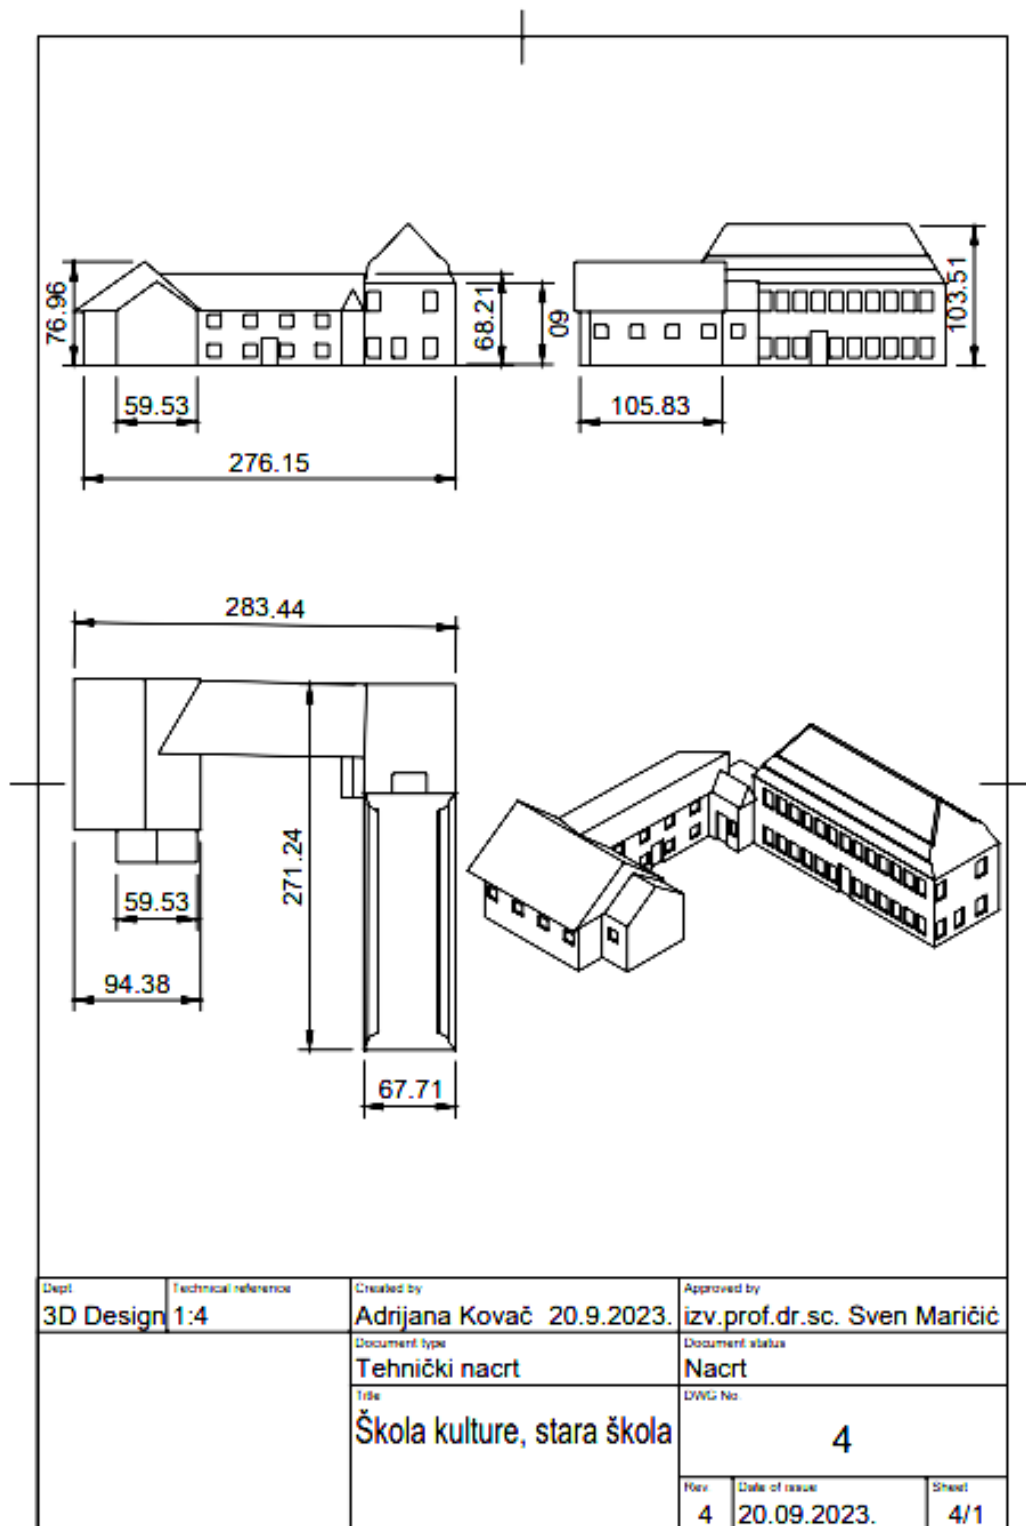 76.96
68.21
60
103.51
59.53
105.83
276.15
283.44
271.24
59.53
94.38
67.71
Dept
Technical reference
Created by
Approved by
3D Design
1:4
Adrijana Kovač 20.9.2023.
izv.prof.dr.sc. Sven Maričić
Document type
Document status
Tehnički nacrt
Nacrt
Title
DWG No.
Škola kulture, stara škola
4
Rev.
Date of issue
Sheet
4
20.09.2023.
4/1